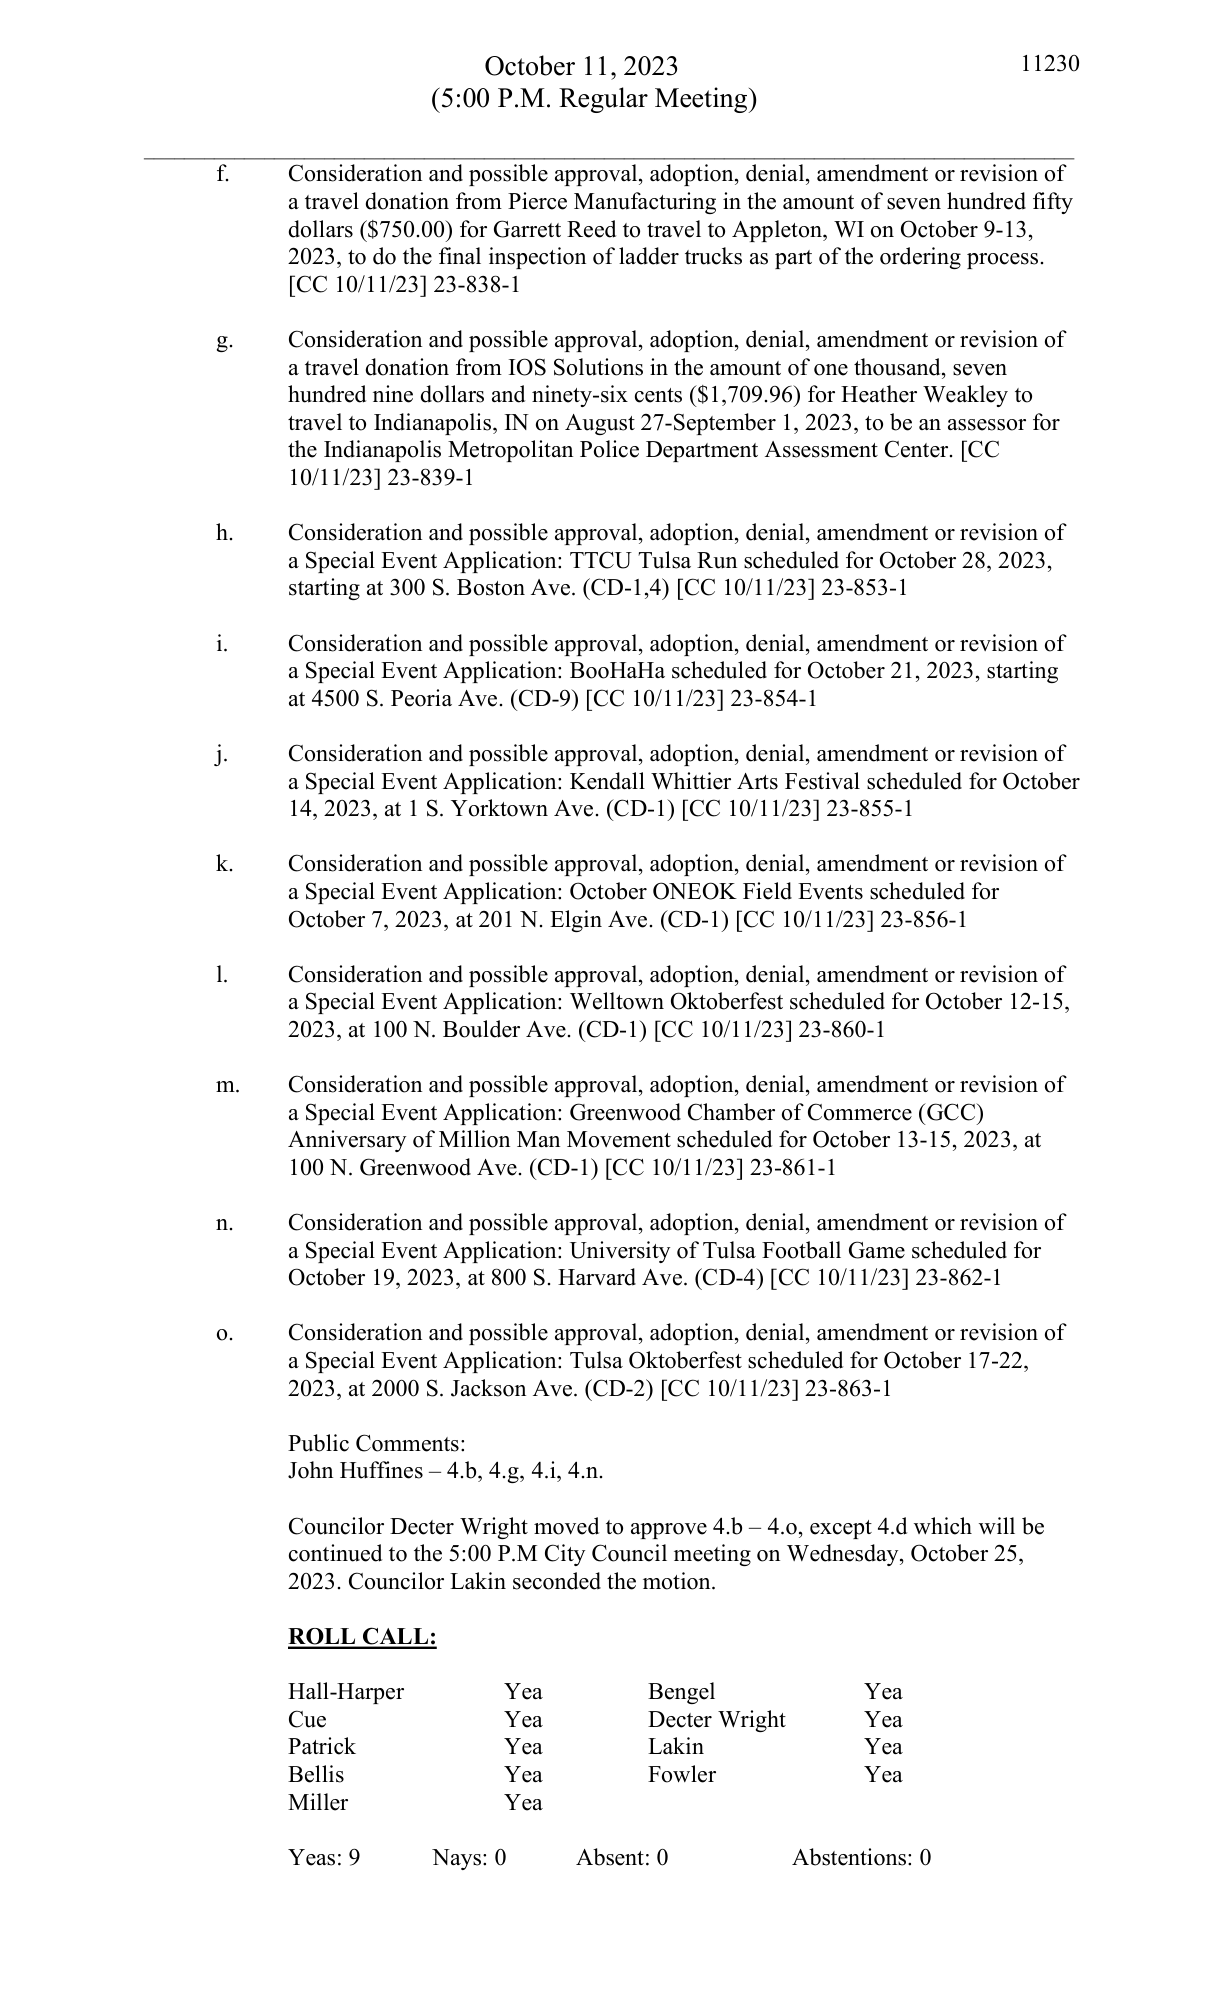 October 11, 2023
11230
(5:00 P.M. Regular Meeting)
f. Consideration and possible approval, adoption, denial, amendment or revision of
a travel donation from Pierce Manufacturing in the amount of seven hundred fifty
dollars ($750.00) for Garrett Reed to travel to Appleton, WI on October 9-13,
2023, to do the final inspection of ladder trucks as part of the ordering process.
[CC 10/11/23] 23-838-1
g. Consideration and possible approval, adoption, denial, amendment or revision of
a travel donation from IOS Solutions in the amount of one thousand, seven
hundred nine dollars and ninety-six cents ($1,709.96) for Heather Weakley to
travel to Indianapolis, IN on August 27-September 1, 2023, to be an assessor for
the Indianapolis Metropolitan Police Department Assessment Center. [CC
10/11/23] 23-839-1
h. Consideration and possible approval, adoption, denial, amendment or revision of
a Special Event Application: TTCU Tulsa Run scheduled for October 28, 2023,
starting at 300 S. Boston Ave. (CD-1,4) [CC 10/11/23] 23-853-1
i. Consideration and possible approval, adoption, denial, amendment or revision of
a Special Event Application: BooHaHa scheduled for October 21, 2023, starting
at 4500 S. Peoria Ave. (CD-9) [CC 10/11/23] 23-854-1
j. Consideration and possible approval, adoption, denial, amendment or revision of
a Special Event Application: Kendall Whittier Arts Festival scheduled for October
14, 2023, at 1 S. Yorktown Ave. (CD-1) [CC 10/11/23] 23-855-1
k. Consideration and possible approval, adoption, denial, amendment or revision of
a Special Event Application: October ONEOK Field Events scheduled for
October 7, 2023, at 201 N. Elgin Ave. (CD-1) [CC 10/11/23] 23-856-1
l. Consideration and possible approval, adoption, denial, amendment or revision of
a Special Event Application: Welltown Oktoberfest scheduled for October 12-15,
2023, at 100 N. Boulder Ave. (CD-1) [CC 10/11/23] 23-860-1
m. Consideration and possible approval, adoption, denial, amendment or revision of
a Special Event Application: Greenwood Chamber of Commerce (GCC)
Anniversary of Million Man Movement scheduled for October 13-15, 2023, at
100 N. Greenwood Ave. (CD-1) [CC 10/11/23] 23-861-1
n. Consideration and possible approval, adoption, denial, amendment or revision of
a Special Event Application: University of Tulsa Football Game scheduled for
October 19, 2023, at 800 S. Harvard Ave. (CD-4) [CC 10/11/23] 23-862-1
o. Consideration and possible approval, adoption, denial, amendment or revision of
a Special Event Application: Tulsa Oktoberfest scheduled for October 17-22,
2023, at 2000 S. Jackson Ave. (CD-2) [CC 10/11/23] 23-863-1
Public Comments:
John Huffines – 4.b, 4.g, 4.i, 4.n.
Councilor Decter Wright moved to approve 4.b – 4.o, except 4.d which will be
continued to the 5:00 P.M City Council meeting on Wednesday, October 25,
2023. Councilor Lakin seconded the motion.
ROLL CALL:
Hall-Harper Yea Bengel Yea
Cue Yea Decter Wright Yea
Patrick Yea Lakin Yea
Bellis Yea Fowler Yea
Miller Yea
Yeas: 9 Nays: 0 Absent: 0 Abstentions: 0